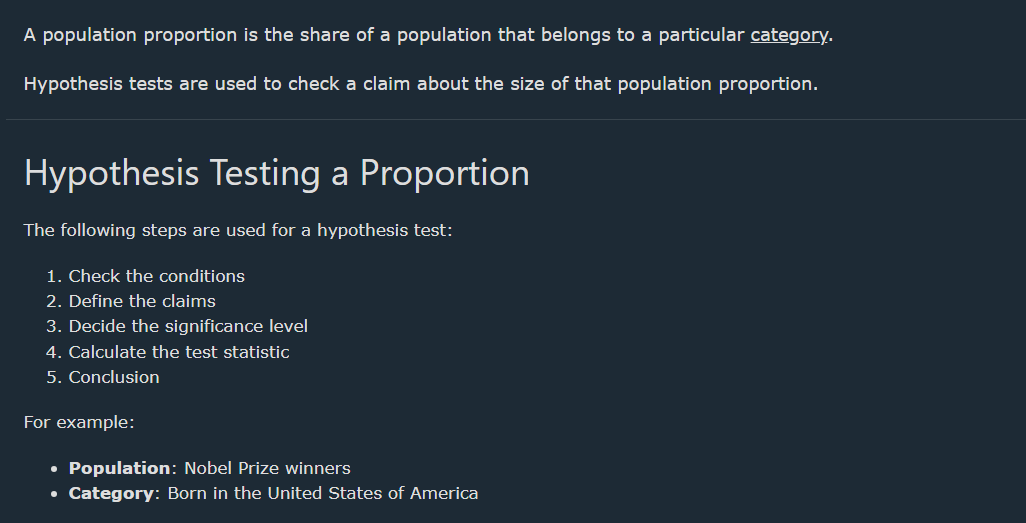 A population proportion is the share of a population that belongs to a particular category.
Hypothesis tests are used to check a claim about the size of that population proportion.
Hypothesis Testing a Proportion
The following steps are used for a hypothesis test:
1. Check the conditions
2. Define the claims
3. Decide the significance level
4. Calculate the test statistic
5. Conclusion
For example:
• Population: Nobel Prize winners
• Category: Born in the United States of America